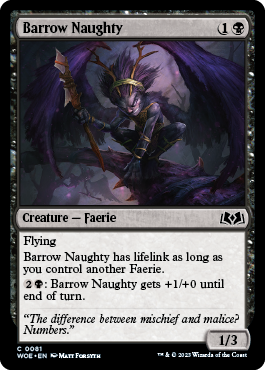 Barrow Naughty 1
Creature — Faerie
Flying
Barrow Naughty has lifelink as long as
you control another Faerie.
2: Barrow Naughty gets +1/+0 until
end of turn.
“The difference between mischief and malice?
Numbers.”
1/3
C 0081
WOE • EN Matt Forsyth
™ & © 2023 Wizards of the Coast